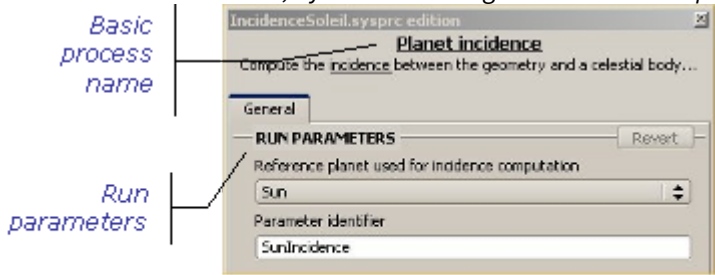 Basic
process
name
IncidenceSoleil.sysprc edition
Planet incidence
Compute the incidence between the geometry and a celestial body...
General
RUN PARAMETERS
Revert
Run
parameters
Reference planet used for incidence computation
Sun
Parameter identifier
SunIncidence